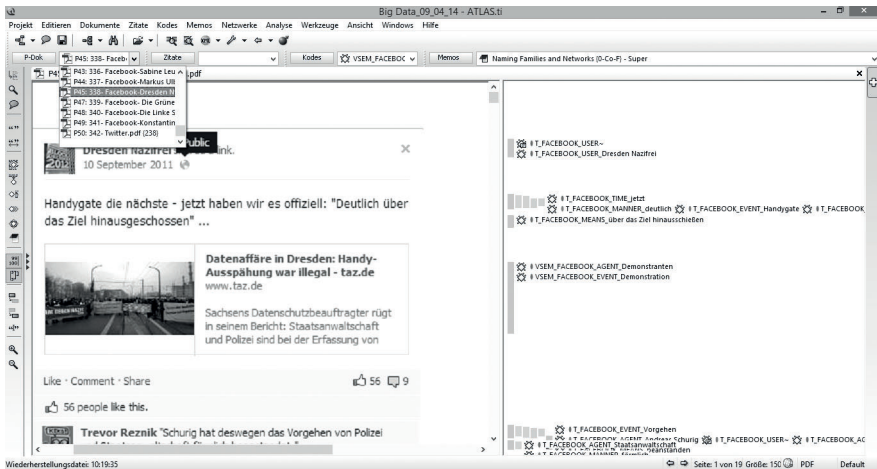 Big Data_09_04_14 - ATLAS.ti
Projekt Editieren Dokumente Zitate Kodes Memos Netzwerke Analyse Werkzeuge Ansicht Windows Hilfe
P-Dok P45: 338- Facebo Zitate Kodes VSEM_FACEBOC Memos Naming Families and Networks (0-Co-F) - Super
P43: 336- Facebook-Sabine Leu
P44: 337- Facebook-Markus Ulb
P45: 338- Facebook-Dresden N
P47: 339- Facebook- Die Grüne
P48: 340- Facebook-Die Linke S
P49: 341- Facebook-Konstantin
P50: 342- Twitter.pdf (238)
.pdf
Public
Dresden Nazifrei link.
10 September 2011
Handygate die nächste - jetzt haben wir es offiziell: "Deutlich über
das Ziel hinausgeschossen" ...
Datenaffäre in Dresden: Handy-
Ausspähung war illegal - taz.de
www.taz.de
Sachsens Datenschutzbeauftragter rügt
in seinem Bericht: Staatsanwaltschaft
und Polizei sind bei der Erfassung von
Like · Comment · Share 56 9
56 people like this.
Trevor Reznik "Schurig hat deswegen das Vorgehen von Polizei
T_FACEBOOK_USER~
T_FACEBOOK_USER_Dresden Nazifrei
T_FACEBOOK_TIME_jetzt
T_FACEBOOK_MANNER_deutlich T_FACEBOOK_EVENT_Handygate T_FACEBOOK_
T_FACEBOOK_MEANS_über das Ziel hinausschießen
VSEM_FACEBOOK_AGENT_Demonstranten
VSEM_FACEBOOK_EVENT_Demonstration
T_FACEBOOK_EVENT_Vorgehen
T_FACEBOOK_AGENT_Andreas Schurig T_FACEBOOK_USER~ T_FACEBOOK_AG
T_FACEBOOK_AGENT_Staatsanwaltschaft
beanstanden
T_FACEBOOK_MANNER_förmlich
Wiederherstellungsdatei: 10:19:35 Seite: 1 von 19 Größe: 150 PDF Default